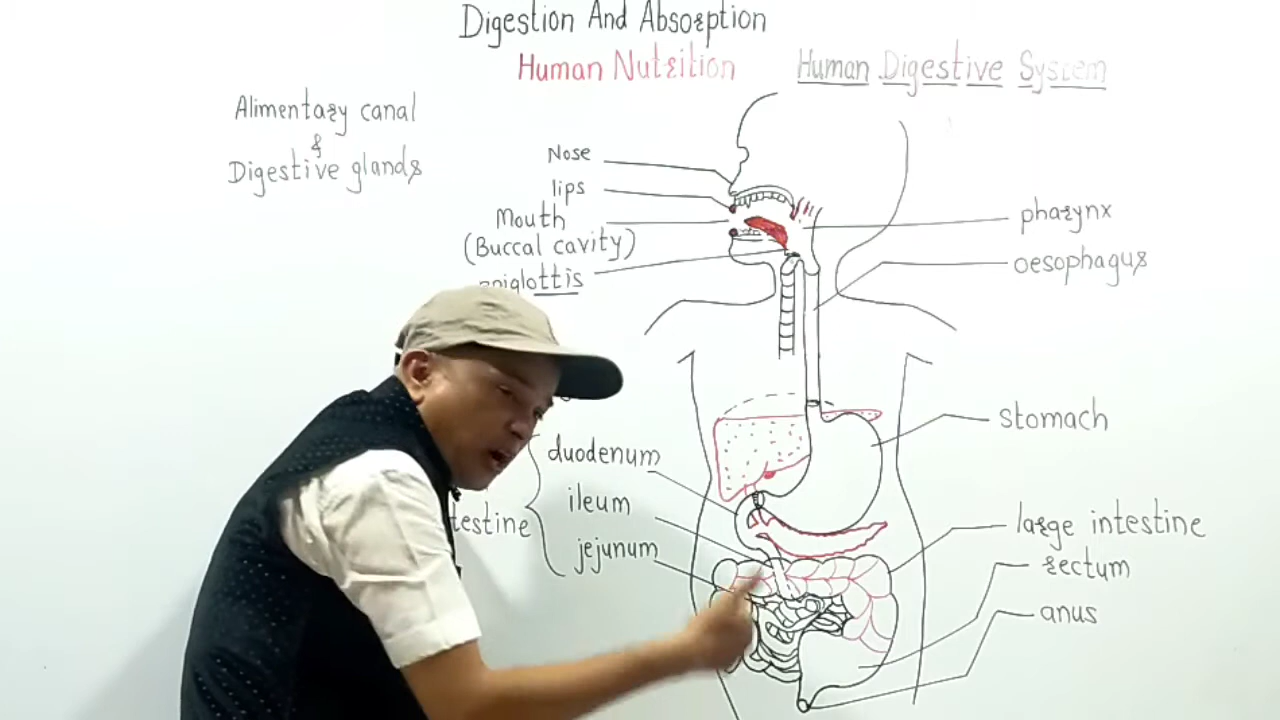 Digestion And Absorption
Human Nutrition
Human Digestive System
Alimentary canal
&
Digestive glands
Nose
lips
Mouth
(Buccal cavity)
epiglottis
pharynx
oesophagus
stomach
duodenum
ileum
jejunum
large intestine
rectum
anus